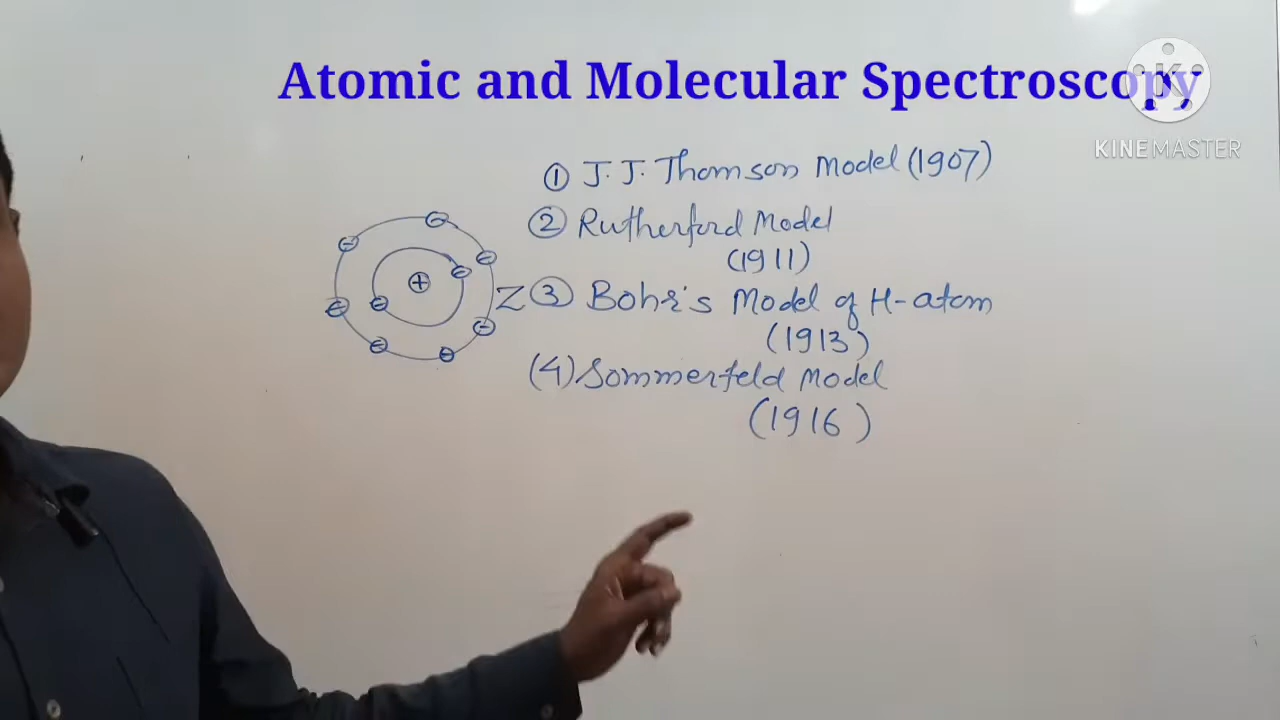 Atomic and Molecular Spectroscopy
K
KINEMASTER
① J.J. Thomson Model (1907)
② Rutherford Model
(1911)
Z ③ Bohr's Model of H-atom
(1913)
(4) Sommerfeld Model
(1916)
+